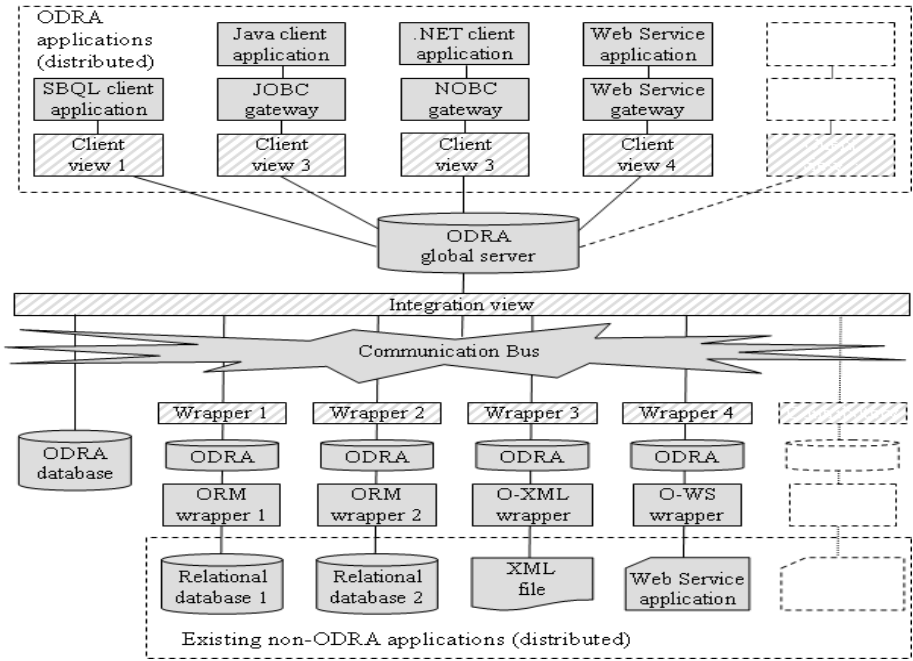 ODRA
applications
(distributed)
Java client
application
.NET client
application
Web Service
application
SBQL client
application
JOBC
gateway
NOBC
gateway
Web Service
gateway
Client
view 1
Client
view 3
Client
view 3
Client
view 4
ODRA
global server
Integration view
Communication Bus
Wrapper 1
Wrapper 2
Wrapper 3
Wrapper 4
ODRA
database
ODRA
ODRA
ODRA
ODRA
ORM
wrapper 1
ORM
wrapper 2
O-XML
wrapper
O-WS
wrapper
Relational
database 1
Relational
database 2
XML
file
Web Service
application
Existing non-ODRA applications (distributed)